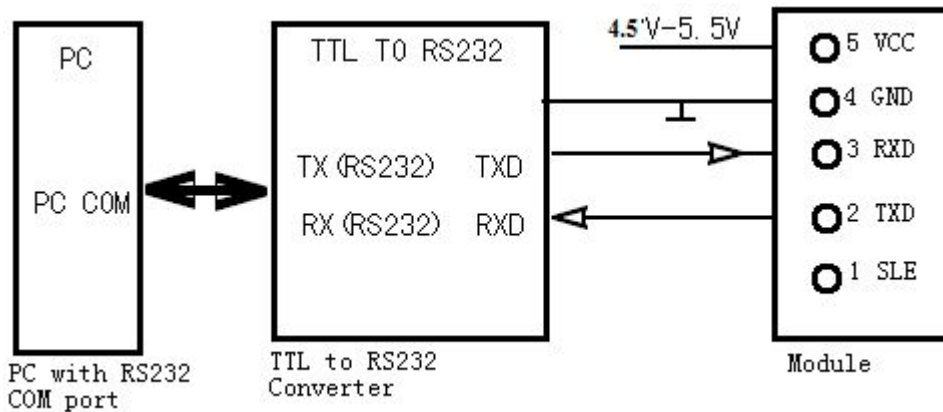 PC
PC COM
PC with RS232
COM port
TTL TO RS232
TX (RS232) TXD
RX (RS232) RXD
TTL to RS232
Converter
4.5'V-5.5V
5 VCC
4 GND
3 RXD
2 TXD
1 SLE
Module